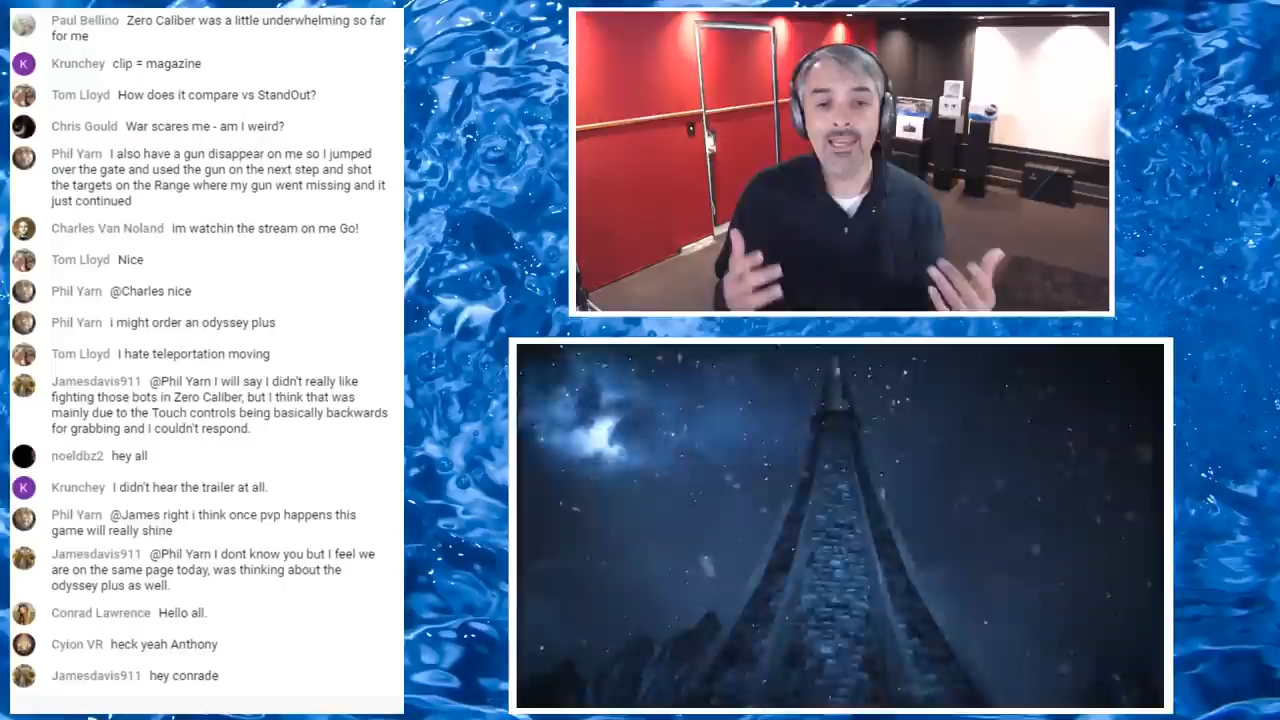 Paul Bellino Zero Caliber was a little underwhelming so far
for me
K Krunchey clip = magazine
Tom Lloyd How does it compare vs StandOut?
Chris Gould War scares me - am I weird?
Phil Yarn I also have a gun disappear on me so I jumped
over the gate and used the gun on the next step and shot
the targets on the Range where my gun went missing and it
just continued
Charles Van Noland im watchin the stream on me Go!
Tom Lloyd Nice
Phil Yarn @Charles nice
Phil Yarn i might order an odyssey plus
Tom Lloyd I hate teleportation moving
Jamesdavis911 @Phil Yarn I will say I didn't really like
fighting those bots in Zero Caliber, but I think that was
mainly due to the Touch controls being basically backwards
for grabbing and I couldn't respond.
noeldbz2 hey all
K Krunchey I didn't hear the trailer at all.
Phil Yarn @James right i think once pvp happens this
game will really shine
Jamesdavis911 @Phil Yarn I dont know you but I feel we
are on the same page today, was thinking about the
odyssey plus as well.
Conrad Lawrence Hello all.
Cyion VR heck yeah Anthony
Jamesdavis911 hey conrade